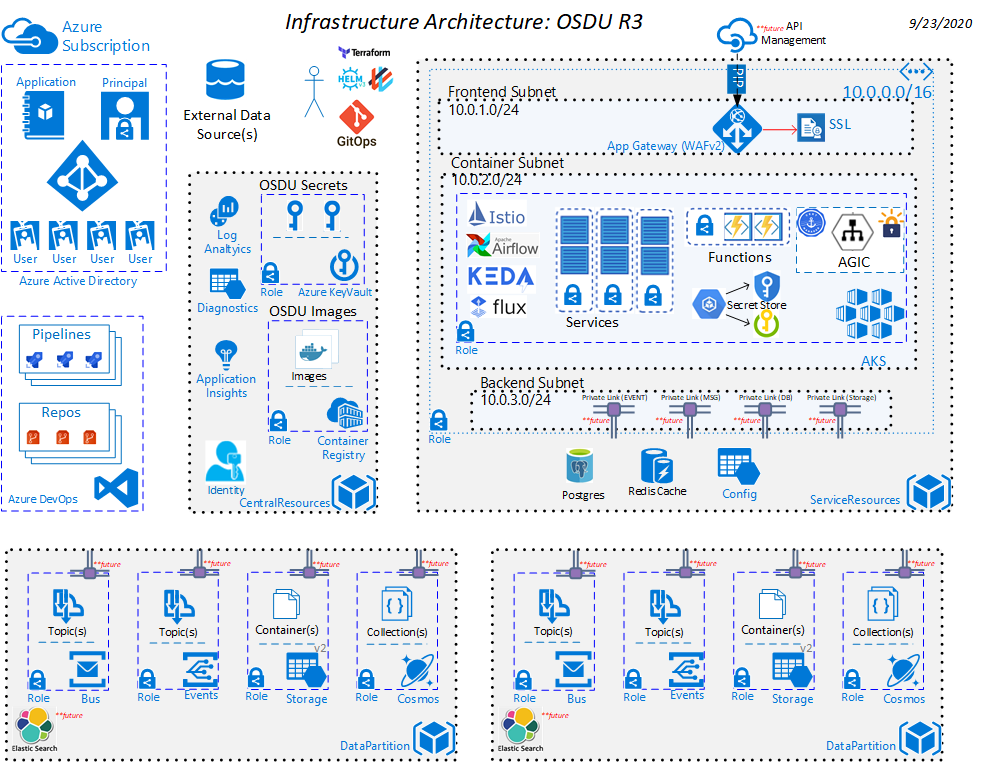 Infrastructure Architecture: OSDU R3
9/23/2020
Azure
Subscription
Application
Principal
User
User
User
User
Azure Active Directory
Pipelines
Repos
Azure DevOps
External Data
Source(s)
Terraform
HELM
GitOps
**future API
Management
10.0.0.0/16
Frontend Subnet
10.0.1.0/24
App Gateway (WAFv2)
SSL
Container Subnet
10.0.2.0/24
Istio
Apache
Airflow
KEDA
flux
Services
Functions
Secret Store
AGIC
Role
AKS
Backend Subnet
10.0.3.0/24
Private Link (EVENT)
**future
Private Link (MSG)
**future
Private Link (DB)
**future
Private Link (Storage)
**future
Role
Postgres
Redis Cache
Config
ServiceResources
Log
Analtyics
Diagnostics
Application
Insights
Identity
OSDU Secrets
Role
Azure KeyVault
OSDU Images
Images
Role
Container
Registry
CentralResources
**future
**future
**future
**future
Topic(s)
Topic(s)
Container(s)
Collection(s)
v2
Role
Bus
Role
Events
Role
Storage
Role
Cosmos
**future
Elastic Search
DataPartition
**future
**future
**future
**future
Topic(s)
Topic(s)
Container(s)
Collection(s)
v2
Role
Bus
Role
Events
Role
Storage
Role
Cosmos
**future
Elastic Search
DataPartition